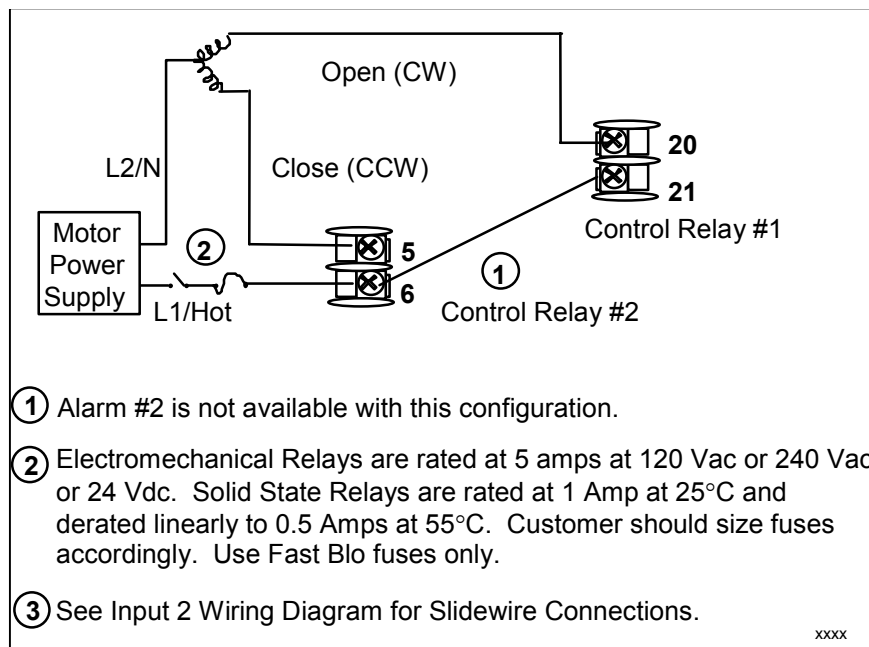 Open (CW)
20
L2/N
Close (CCW)
21
Control Relay #1
Motor
Power
Supply
2
5
1
6
L1/Hot
Control Relay #2
1 Alarm #2 is not available with this configuration.
2 Electromechanical Relays are rated at 5 amps at 120 Vac or 240 Vac
or 24 Vdc. Solid State Relays are rated at 1 Amp at 25°C and
derated linearly to 0.5 Amps at 55°C. Customer should size fuses
accordingly. Use Fast Blo fuses only.
3 See Input 2 Wiring Diagram for Slidewire Connections.
xxxx